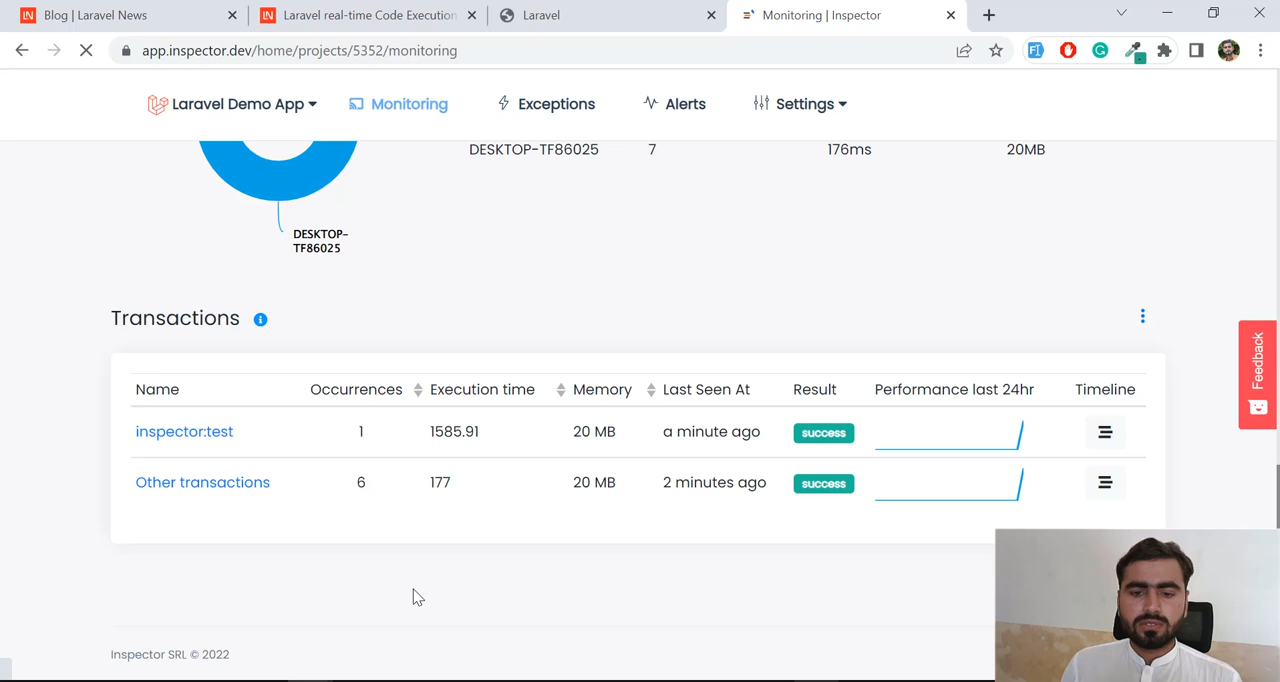 Blog | Laravel News
Laravel real-time Code Execution
Laravel
Monitoring | Inspector
app.inspector.dev/home/projects/5352/monitoring
Laravel Demo App
Monitoring
Exceptions
Alerts
Settings
DESKTOP-TF86025 7 176ms 20MB
DESKTOP-
TF86025
Transactions
Name Occurrences Execution time Memory Last Seen At Result Performance last 24hr Timeline
inspector:test 1 1585.91 20 MB a minute ago success
Other transactions 6 177 20 MB 2 minutes ago success
Feedback
Inspector SRL © 2022